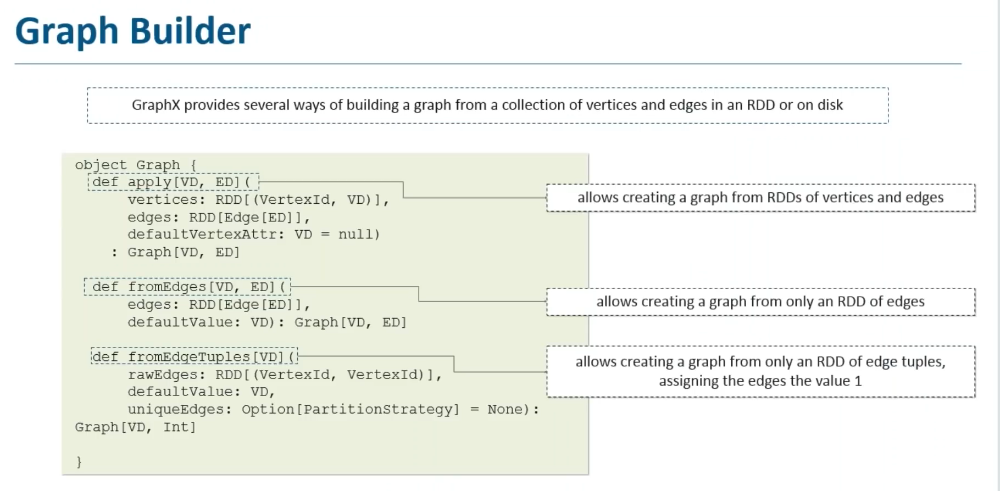 Graph Builder
GraphX provides several ways of building a graph from a collection of vertices and edges in an RDD or on disk
object Graph {
def apply[VD, ED](
vertices: RDD[(VertexId, VD)],
edges: RDD[Edge[ED]],
defaultVertexAttr: VD = null)
: Graph[VD, ED]
allows creating a graph from RDDs of vertices and edges
def fromEdges[VD, ED](
edges: RDD[Edge[ED]],
defaultValue: VD): Graph[VD, ED]
allows creating a graph from only an RDD of edges
def fromEdgeTuples[VD](
rawEdges: RDD[(VertexId, VertexId)],
defaultValue: VD,
uniqueEdges: Option[PartitionStrategy] = None):
Graph[VD, Int]
}
allows creating a graph from only an RDD of edge tuples,
assigning the edges the value 1